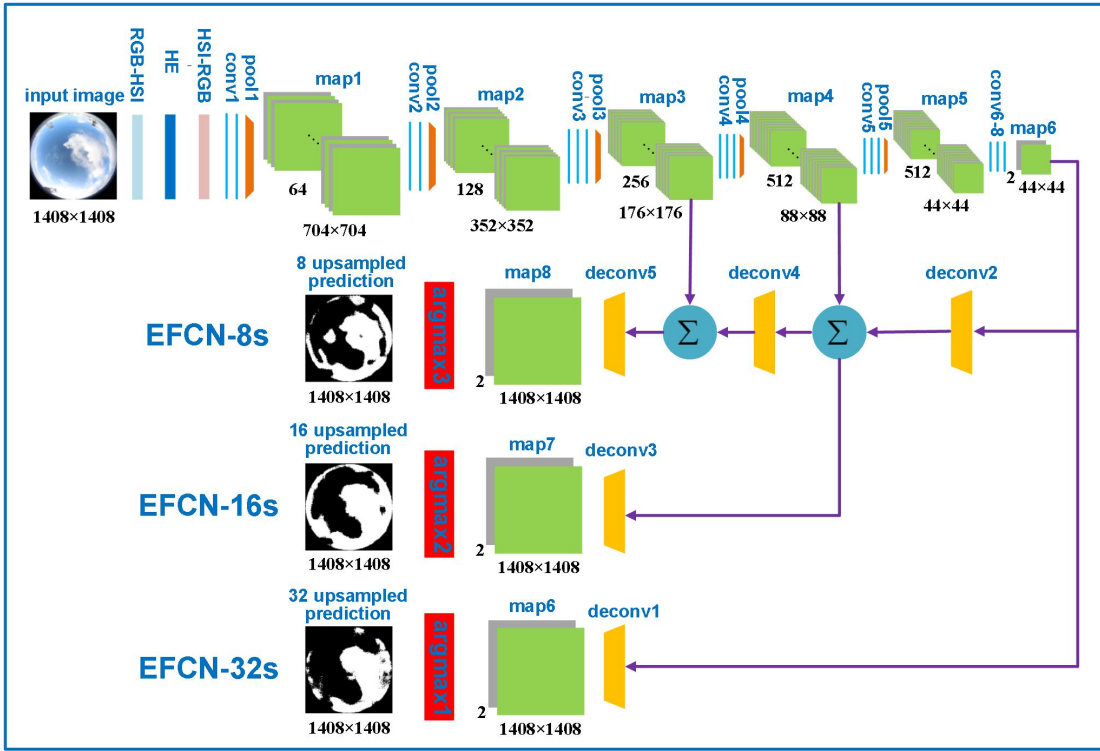 input image
1408×1408
RGB-HSI
HE
HSI-RGB
conv1
pool1
map1
64
704×704
conv2
pool2
map2
128
352×352
conv3
pool3
map3
256
176×176
conv4
pool4
map4
512
88×88
conv5
pool5
map5
512
44×44
conv6-8
map6
2
44×44
EFCN-8s
8 upsampled
prediction
1408×1408
argmax3
map8
2
1408×1408
deconv5
Σ
deconv4
Σ
deconv2
EFCN-16s
16 upsampled
prediction
1408×1408
argmax2
map7
2
1408×1408
deconv3
EFCN-32s
32 upsampled
prediction
1408×1408
argmax1
map6
2
1408×1408
deconv1